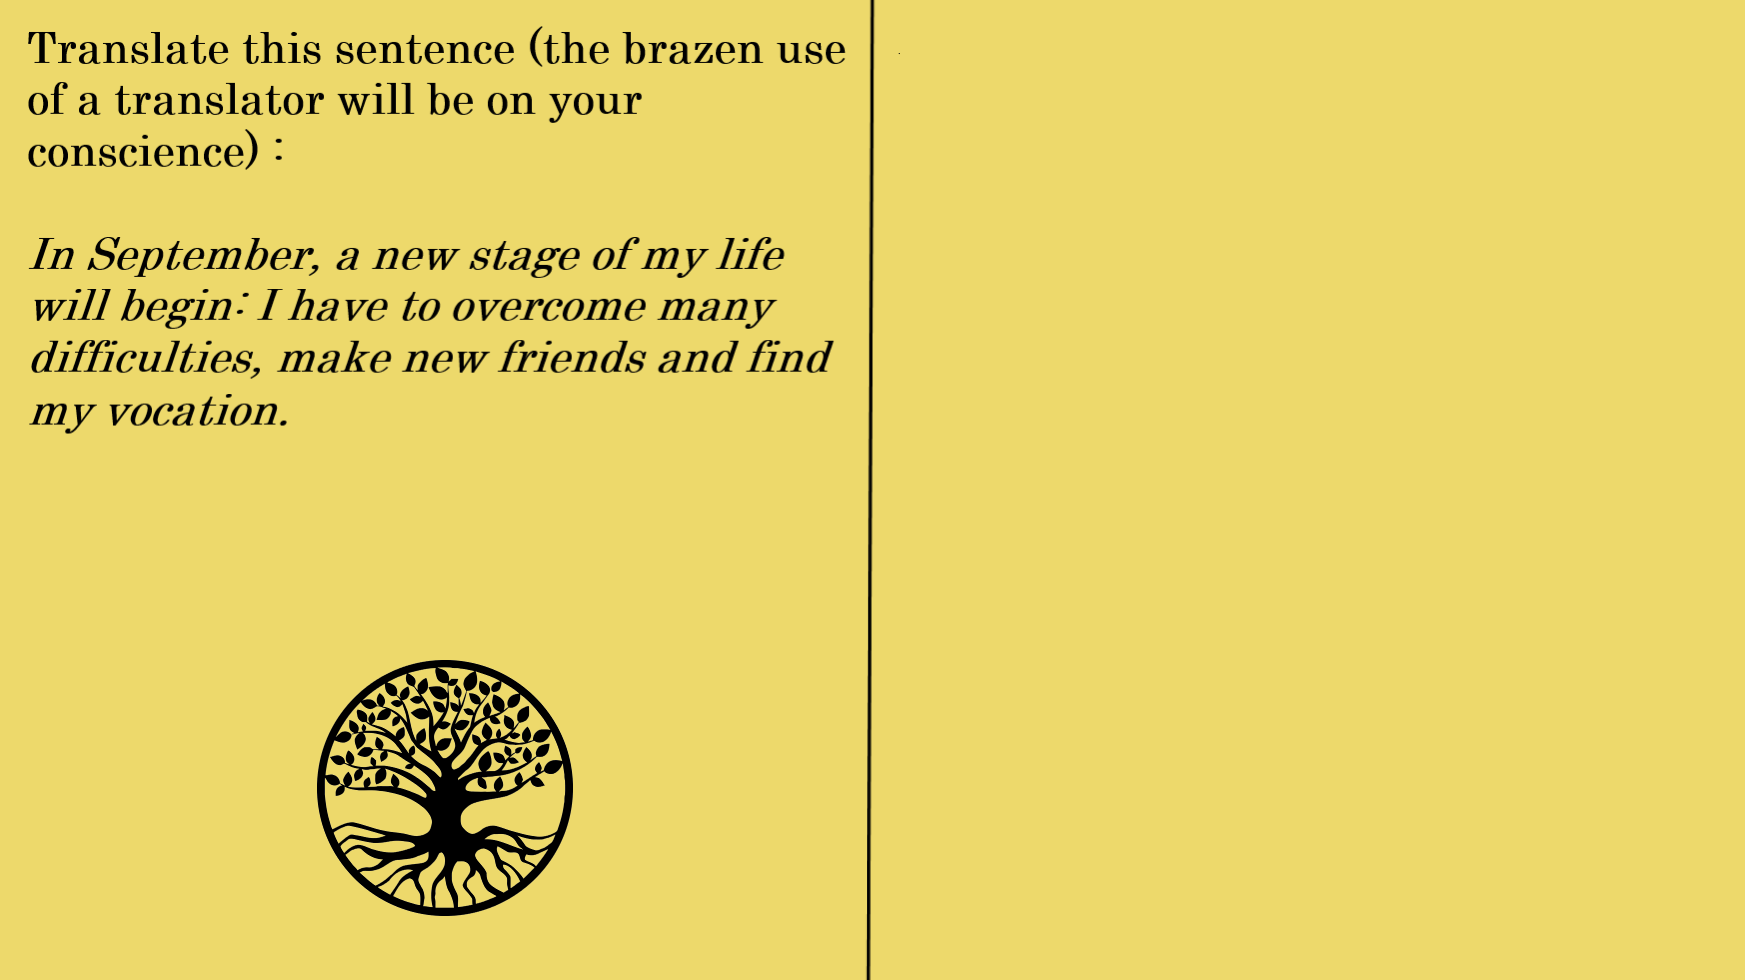 Translate this sentence (the brazen use
of a translator will be on your
conscience) :
In September, a new stage of my life
will begin: I have to overcome many
difficulties, make new friends and find
my vocation.